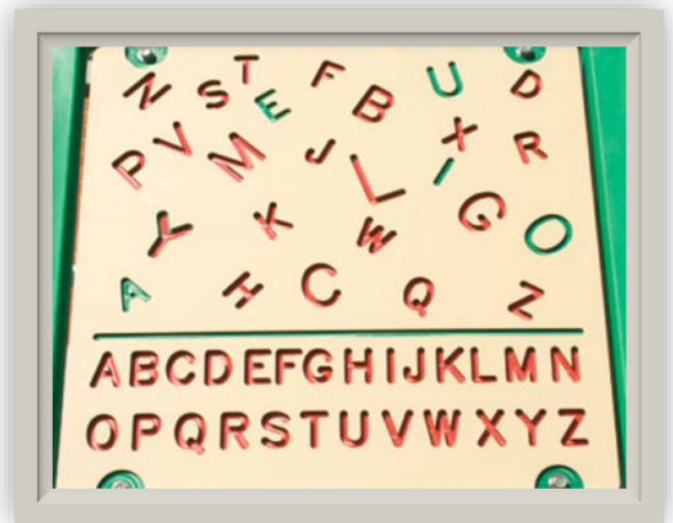 N S T E F B U D
P V M J L X I R
Y K W G O
A H C Q Z
ABCDEFGHIJKLMN
OPQRSTUVWXYZ